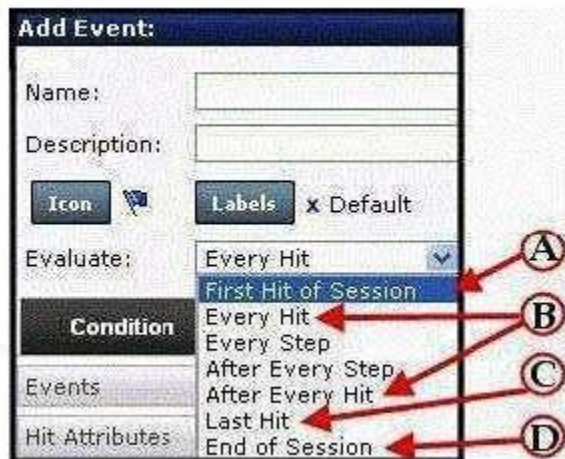 Add Event:
Name:
Description:
Icon Labels x Default
Evaluate: Every Hit
First Hit of Session
A
Condition
Every Hit
B
Every Step
After Every Step
Events
After Every Hit
C
Last Hit
Hit Attributes
End of Session
D